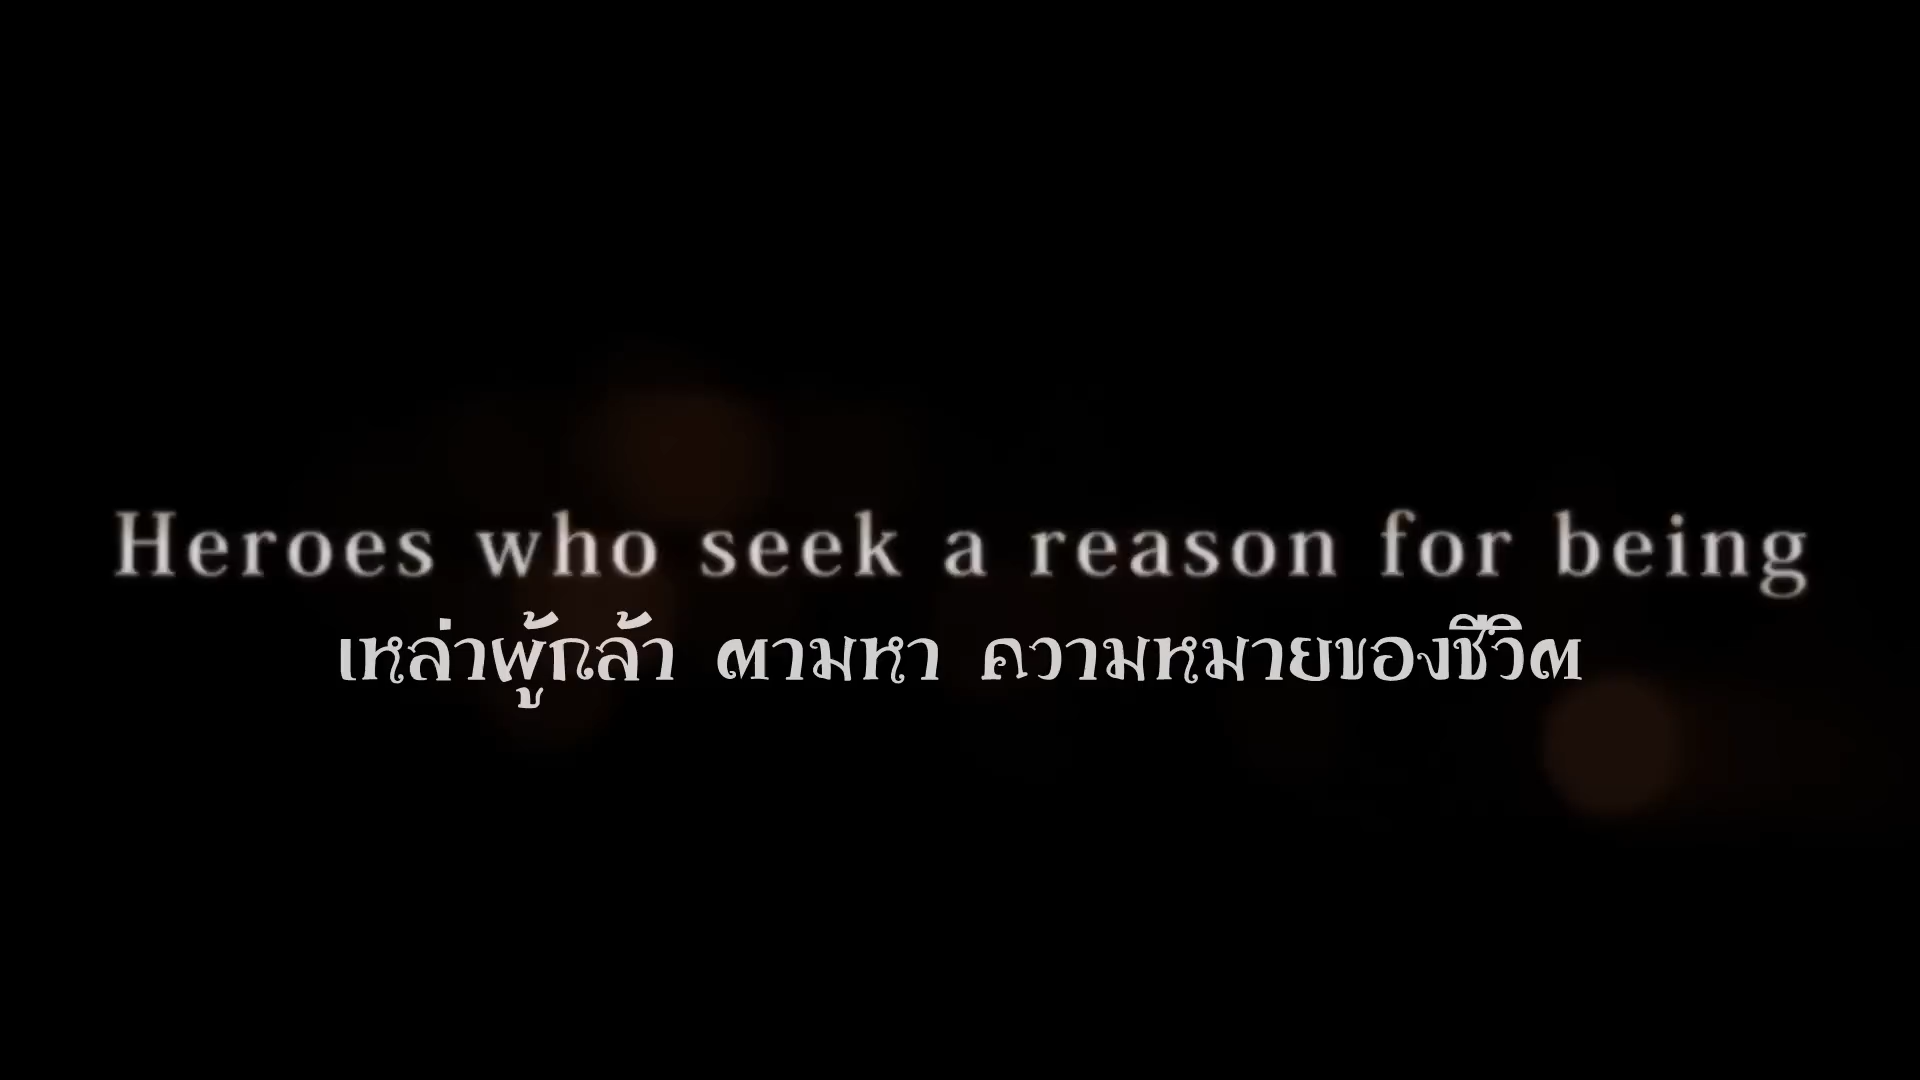 Heroes who seek a reason for being
เหล่าผู้กล้า ตามหา ความหมายของชีวิต